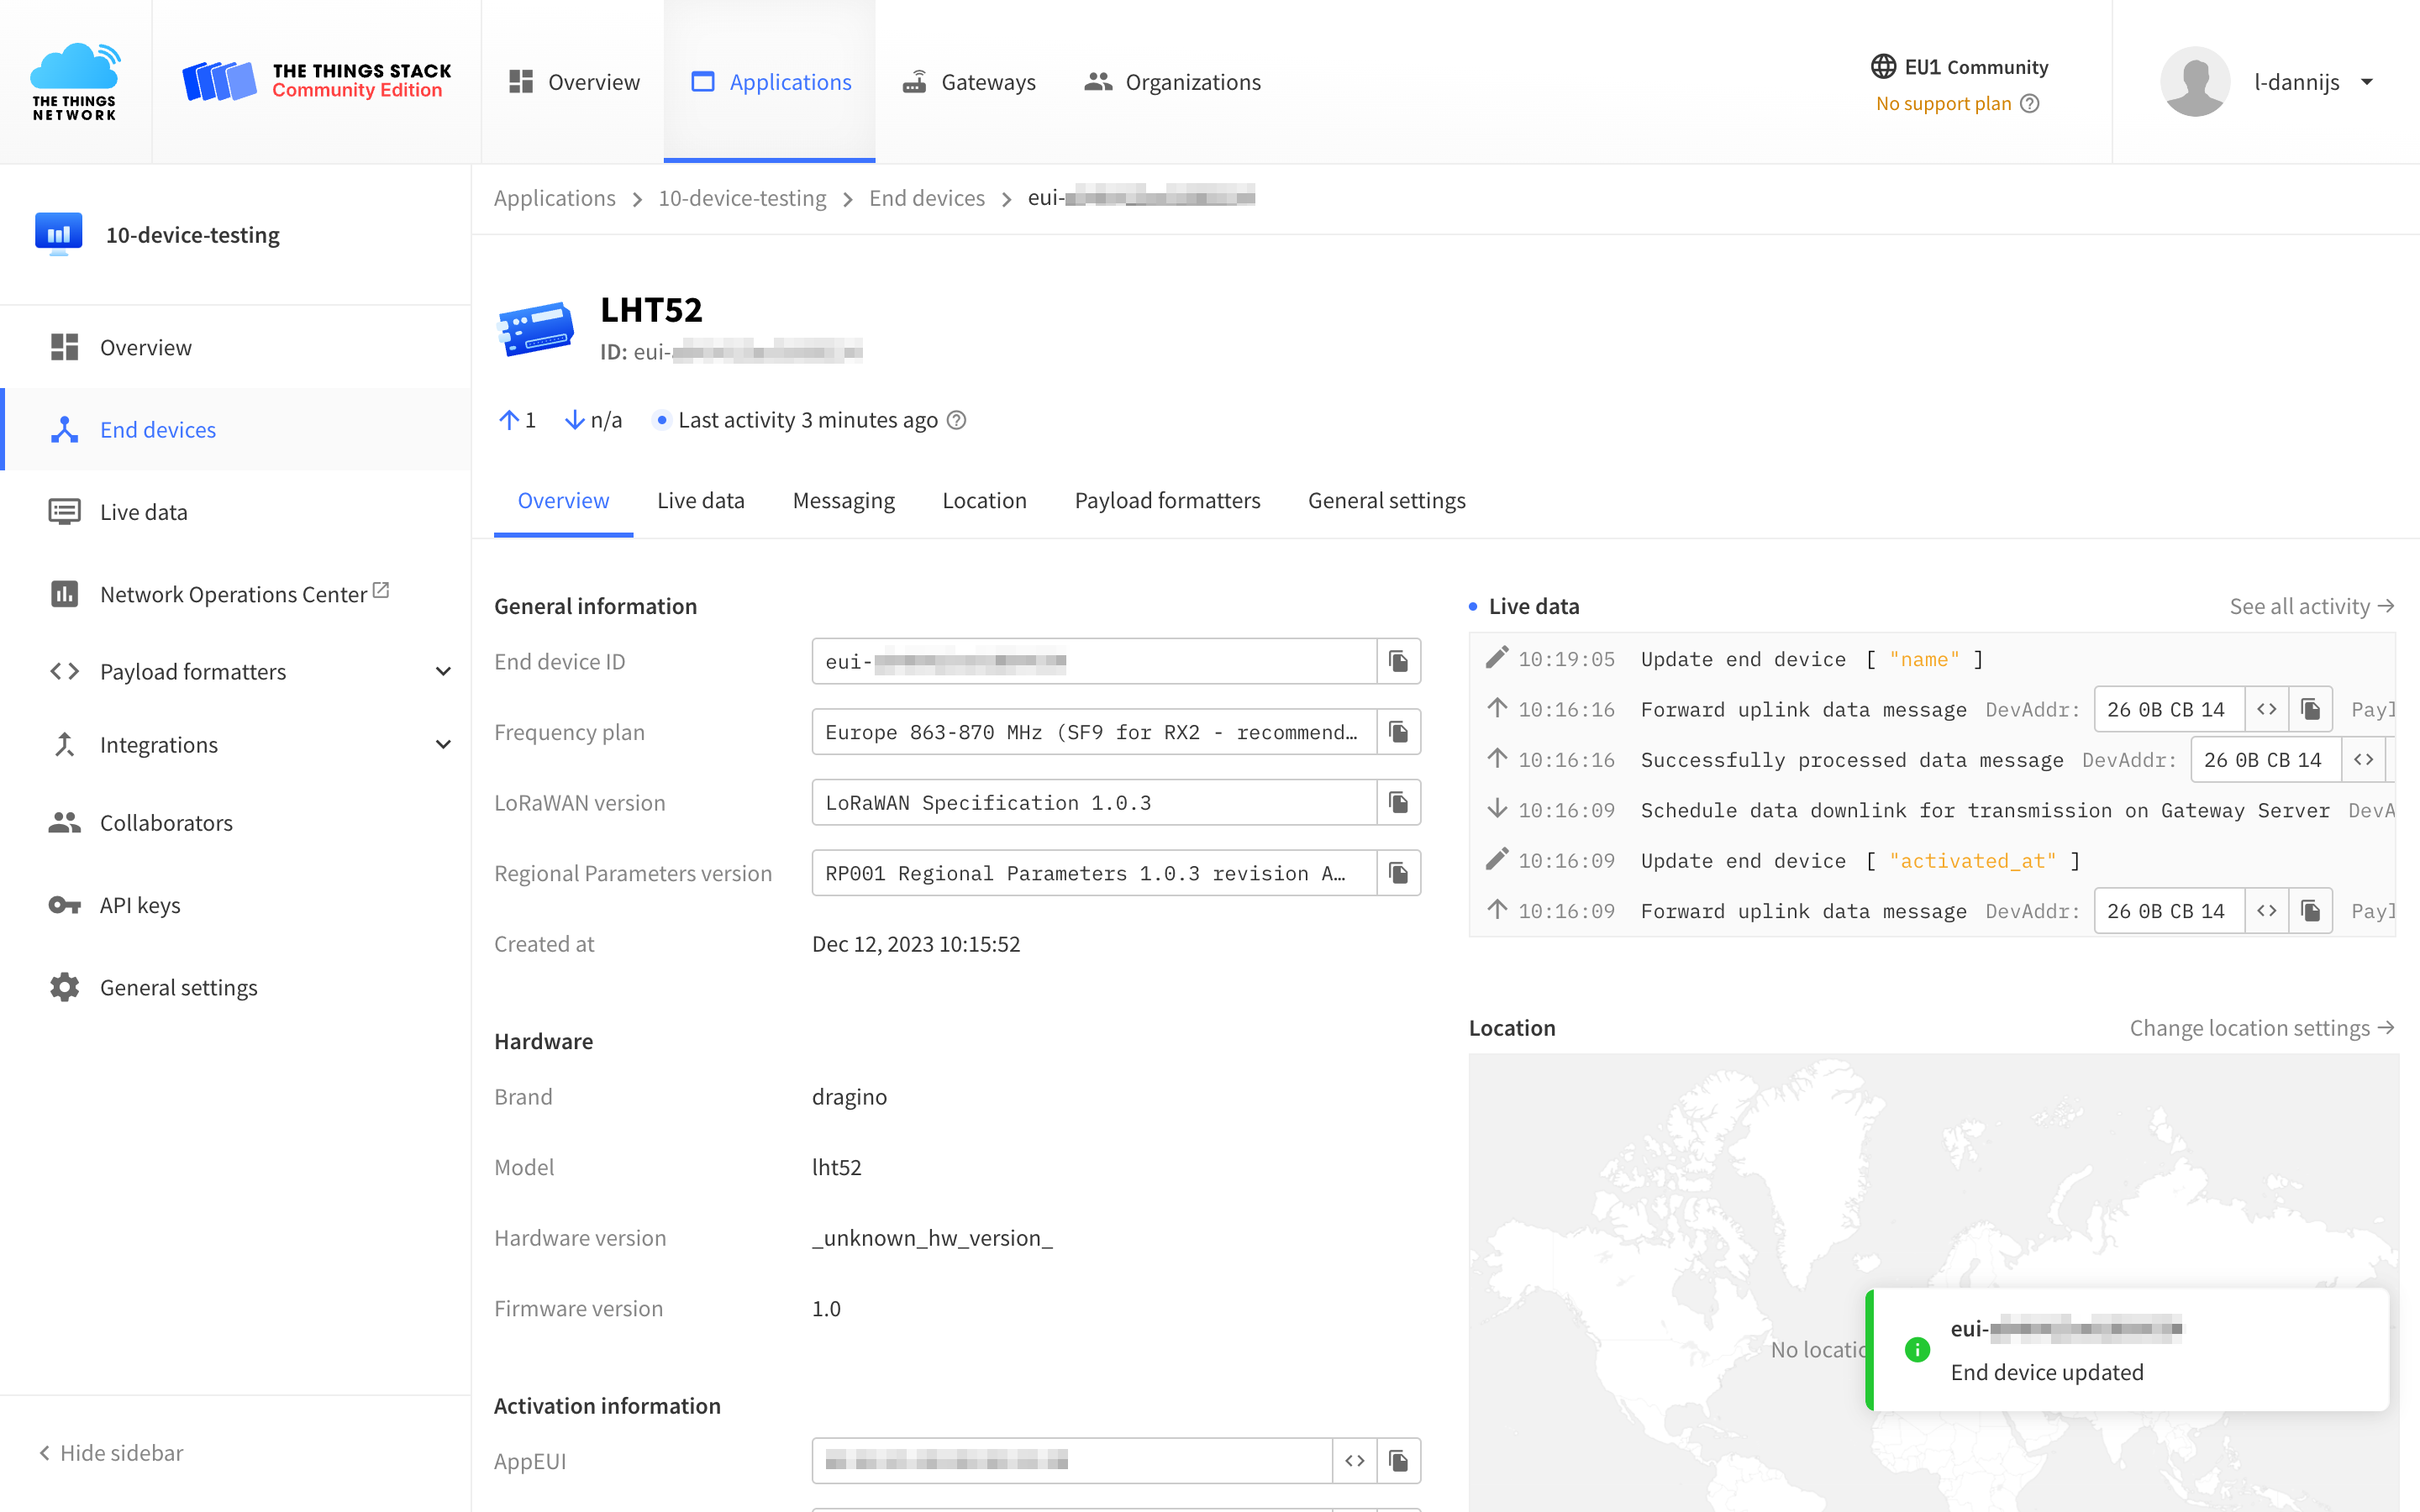 THE THINGS
NETWORK
THE THINGS STACK
Community Edition
Overview
Applications
Gateways
Organizations
EU1 Community
No support plan
l-dannijs
10-device-testing
Overview
End devices
Live data
Network Operations Center
Payload formatters
Integrations
Collaborators
API keys
General settings
Hide sidebar
Applications > 10-device-testing > End devices > eui-
LHT52
ID: eui-
1 n/a Last activity 3 minutes ago
Overview Live data Messaging Location Payload formatters General settings
General information
End device ID eui-
Frequency plan Europe 863-870 MHz (SF9 for RX2 - recommend…
LoRaWAN version LoRaWAN Specification 1.0.3
Regional Parameters version RP001 Regional Parameters 1.0.3 revision A…
Created at Dec 12, 2023 10:15:52
Hardware
Brand dragino
Model lht52
Hardware version _unknown_hw_version_
Firmware version 1.0
Activation information
AppEUI
Live data See all activity →
10:19:05 Update end device [ "name" ]
10:16:16 Forward uplink data message DevAddr: 26 0B CB 14 <> Payl
10:16:16 Successfully processed data message DevAddr: 26 0B CB 14 <>
10:16:09 Schedule data downlink for transmission on Gateway Server DevA
10:16:09 Update end device [ "activated_at" ]
10:16:09 Forward uplink data message DevAddr: 26 0B CB 14 <> Payl
Location Change location settings →
No locatio
eui-
End device updated